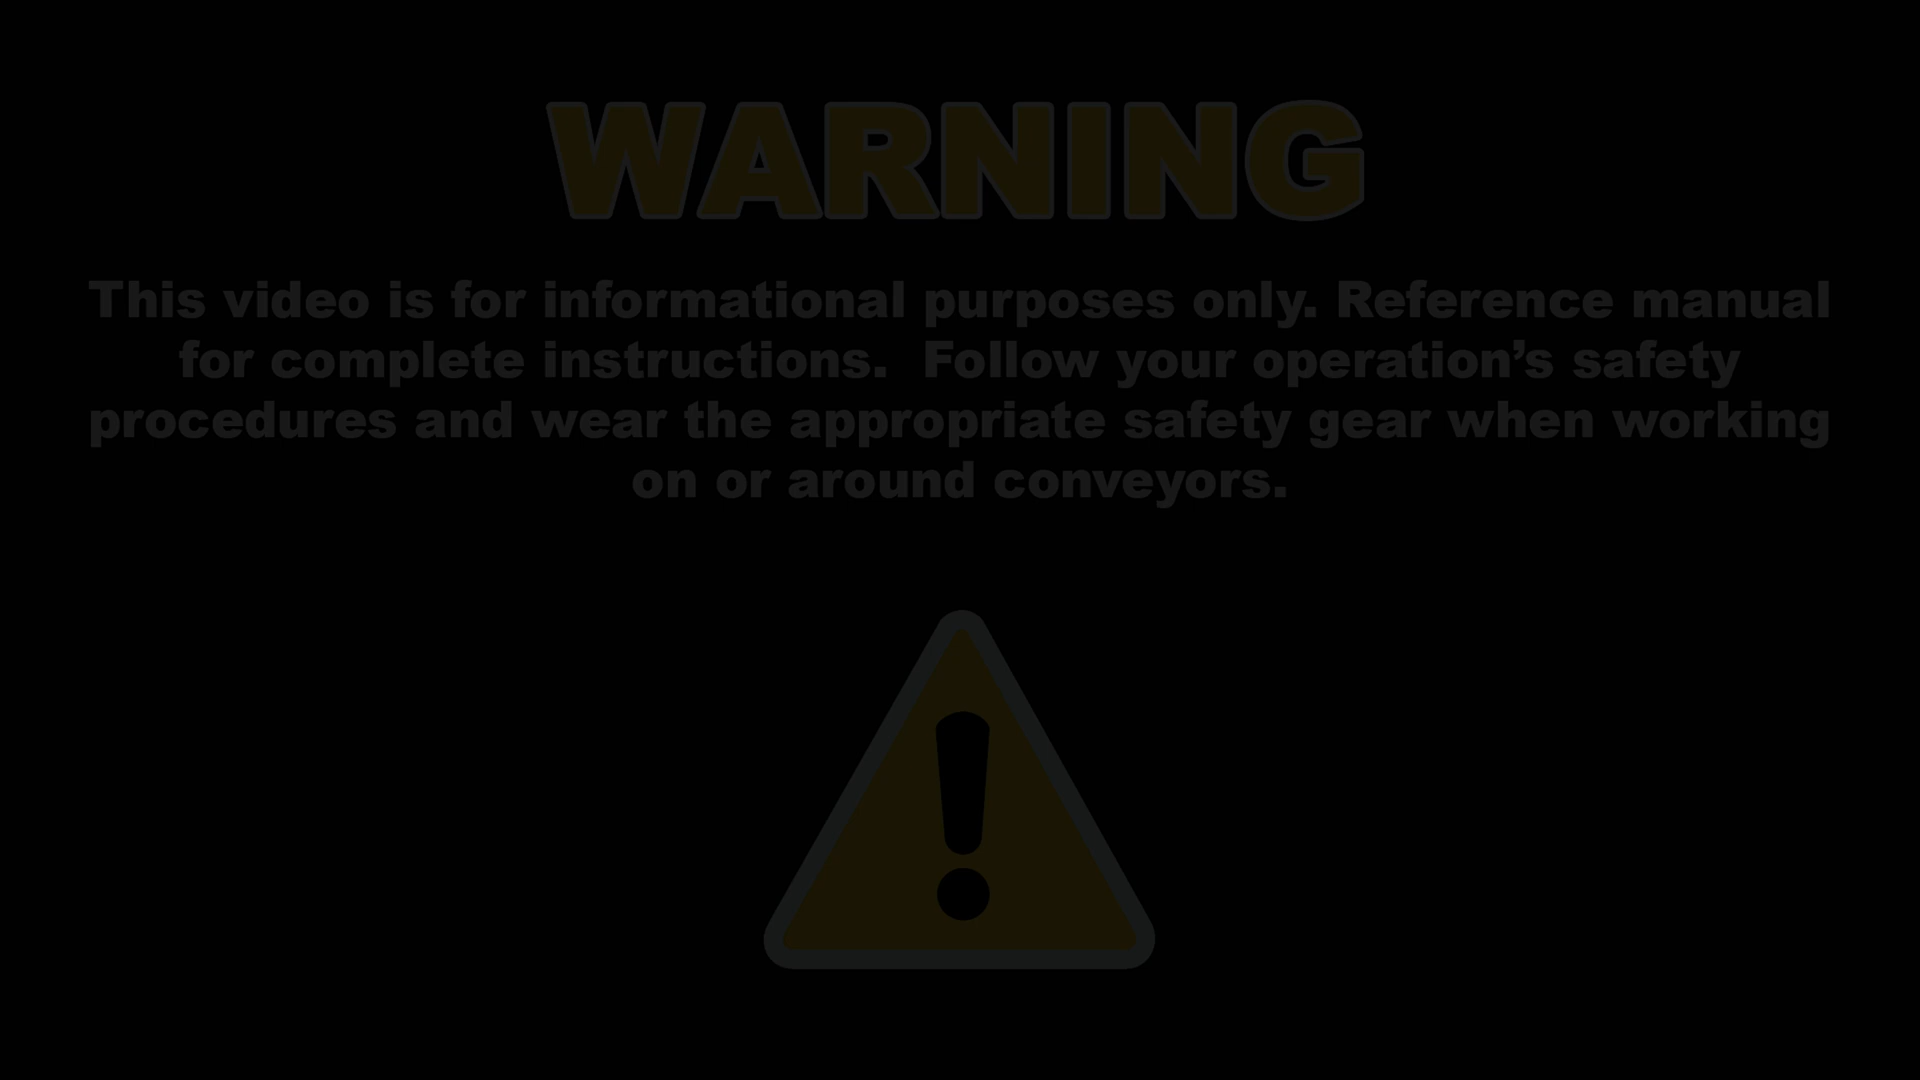 WARNING
This video is for informational purposes only. Reference manual
for complete instructions.  Follow your operation’s safety
procedures and wear the appropriate safety gear when working
on or around conveyors.
!